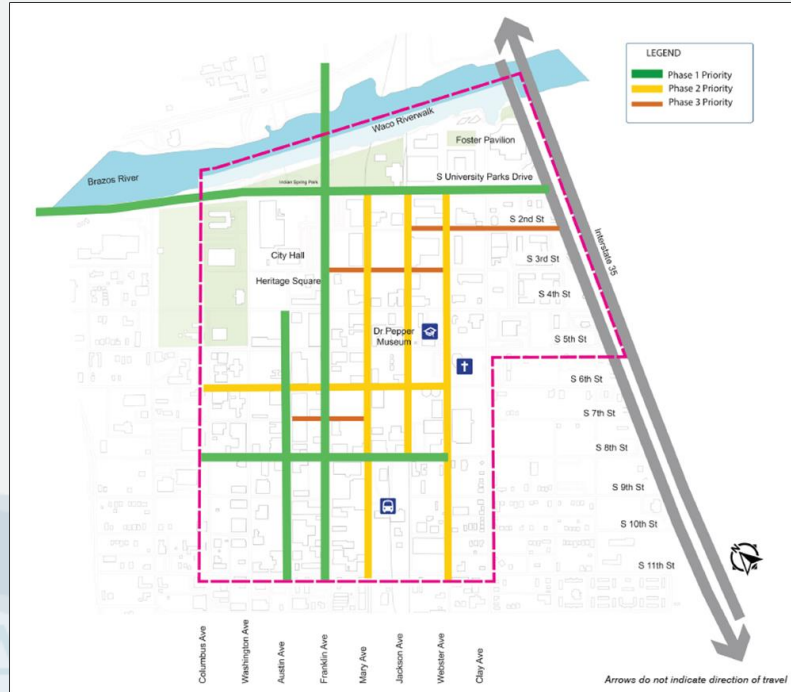 LEGEND
Phase 1 Priority
Phase 2 Priority
Phase 3 Priority
Waco Riverwalk
Foster Pavilion
Brazos River
Indian Spring Park
S University Parks Drive
S 2nd St
Interstate 35
City Hall
S 3rd St
Heritage Square
S 4th St
Dr Pepper
Museum
S 5th St
S 6th St
S 7th St
S 8th St
S 9th St
S 10th St
S 11th St
N
Columbus Ave
Washington Ave
Austin Ave
Franklin Ave
Mary Ave
Jackson Ave
Webster Ave
Clay Ave
Arrows do not indicate direction of travel